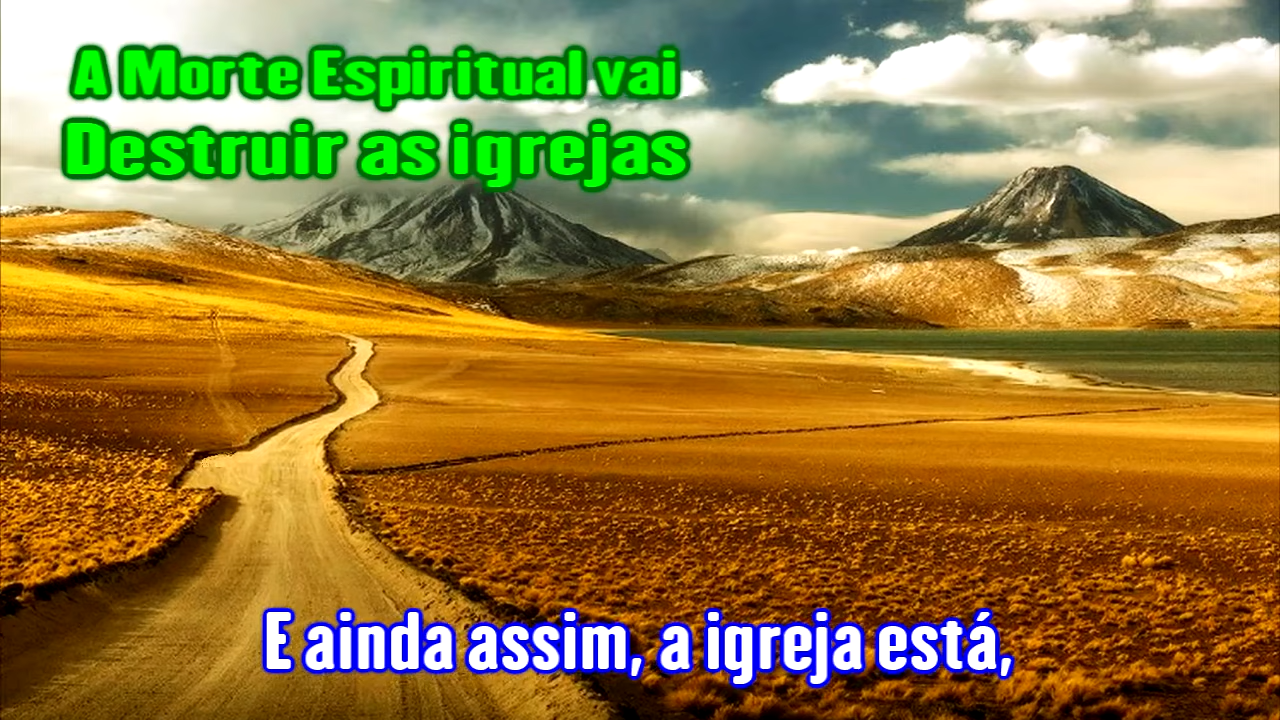 A Morte Espiritual vai
Destruir as igrejas
E ainda assim, a igreja está,